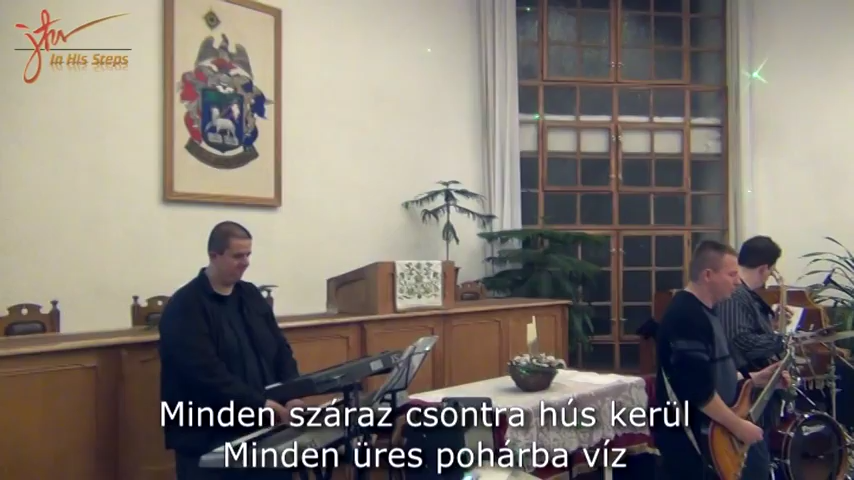 In His Steps
Minden száraz csontra hús kerül
Minden üres pohárba víz